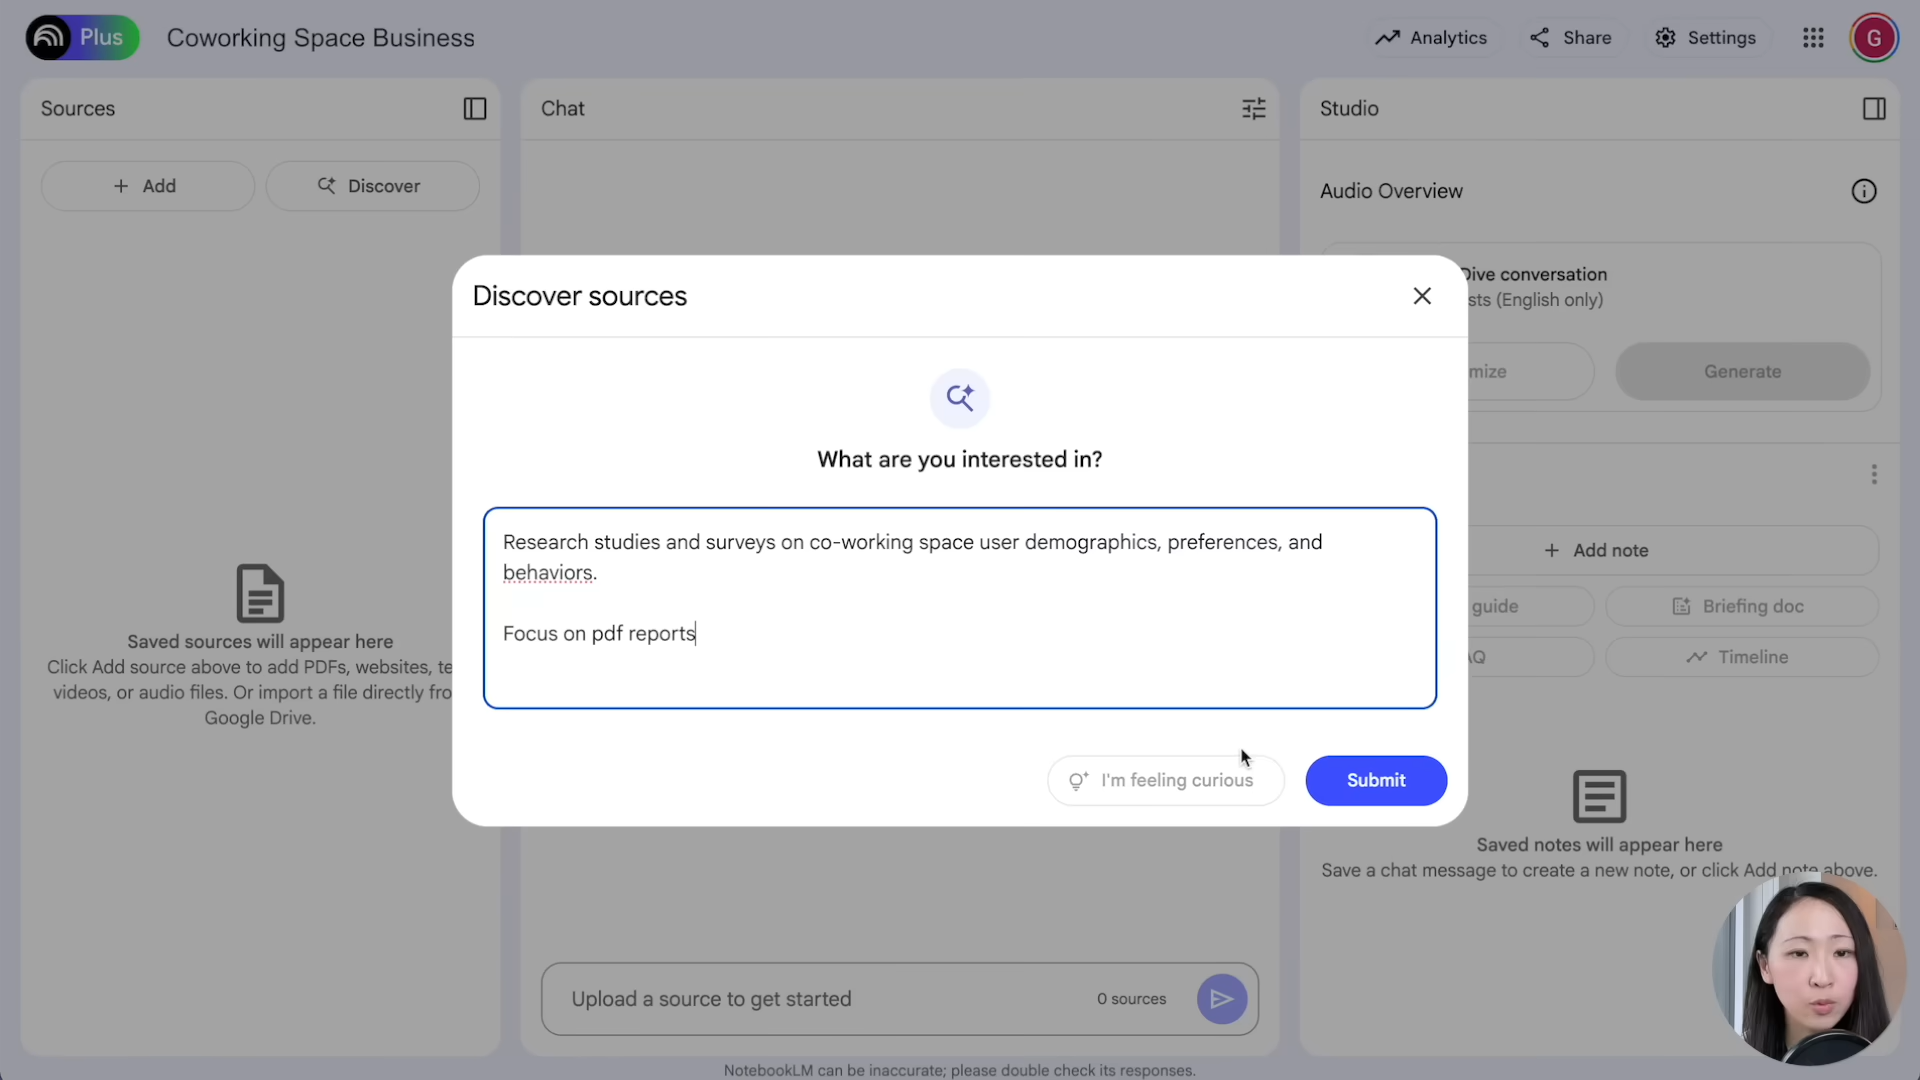 Plus
Coworking Space Business
Analytics
Share
Settings
G
Sources
Chat
Studio
Add
Discover
Audio Overview
Dive conversation
sts (English only)
mize
Generate
Discover sources
What are you interested in?
Research studies and surveys on co-working space user demographics, preferences, and
behaviors.
Focus on pdf reports
I'm feeling curious
Submit
Add note
guide
Briefing doc
AQ
Timeline
Saved sources will appear here
Click Add source above to add PDFs, websites, te
videos, or audio files. Or import a file directly fro
Google Drive.
Saved notes will appear here
Save a chat message to create a new note, or click Add note above.
Upload a source to get started
0 sources
NotebookLM can be inaccurate; please double check its responses.